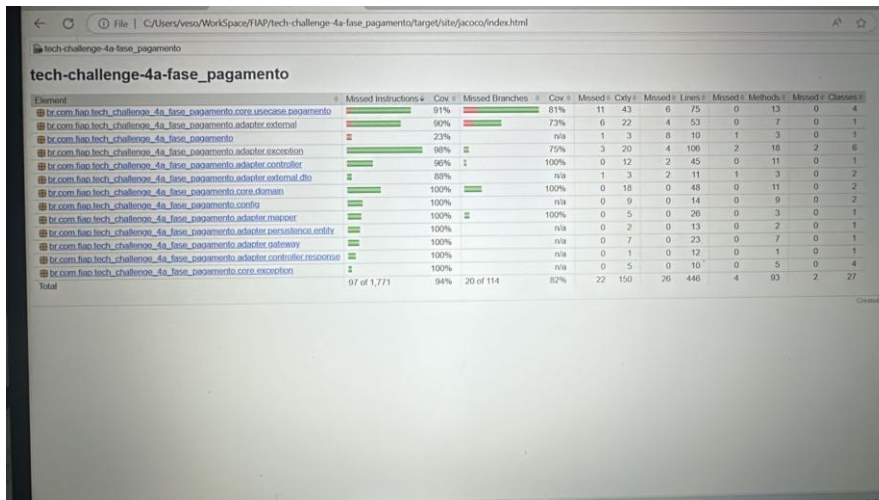 File | C:/Users/veso/WorkSpace/FIAP/tech-challenge-4a-fase_pagamento/target/site/jacoco/index.html
tech-challenge-4a-fase_pagamento
tech-challenge-4a-fase_pagamento
Element Missed Instructions Cov. Missed Branches Cov. Missed Cxty Missed Lines Missed Methods Missed Classes
br.com.fiap.tech_challenge_4a_fase_pagamento.core.usecase.pagamento 91% 81% 11 43 6 75 0 13 0 4
br.com.fiap.tech_challenge_4a_fase_pagamento.adapter.external 90% 73% 6 22 4 53 0 7 0 1
br.com.fiap.tech_challenge_4a_fase_pagamento 23% n/a 1 3 8 10 1 3 0 1
br.com.fiap.tech_challenge_4a_fase_pagamento.adapter.exception 98% 75% 3 20 4 106 2 18 2 6
br.com.fiap.tech_challenge_4a_fase_pagamento.adapter.controller 96% 100% 0 12 2 45 0 11 0 1
br.com.fiap.tech_challenge_4a_fase_pagamento.adapter.external.dto 88% n/a 1 3 2 11 1 3 0 2
br.com.fiap.tech_challenge_4a_fase_pagamento.core.domain 100% 100% 0 18 0 48 0 11 0 2
br.com.fiap.tech_challenge_4a_fase_pagamento.config 100% n/a 0 9 0 14 0 9 0 2
br.com.fiap.tech_challenge_4a_fase_pagamento.adapter.mapper 100% 100% 0 5 0 26 0 3 0 1
br.com.fiap.tech_challenge_4a_fase_pagamento.adapter.persistence.entity 100% n/a 0 2 0 13 0 2 0 1
br.com.fiap.tech_challenge_4a_fase_pagamento.adapter.gateway 100% n/a 0 7 0 23 0 7 0 1
br.com.fiap.tech_challenge_4a_fase_pagamento.adapter.controller.response 100% n/a 0 1 0 12 0 1 0 1
br.com.fiap.tech_challenge_4a_fase_pagamento.core.exception 100% n/a 0 5 0 10 0 5 0 4
Total 97 of 1,771 94% 20 of 114 82% 22 150 26 446 4 93 2 27